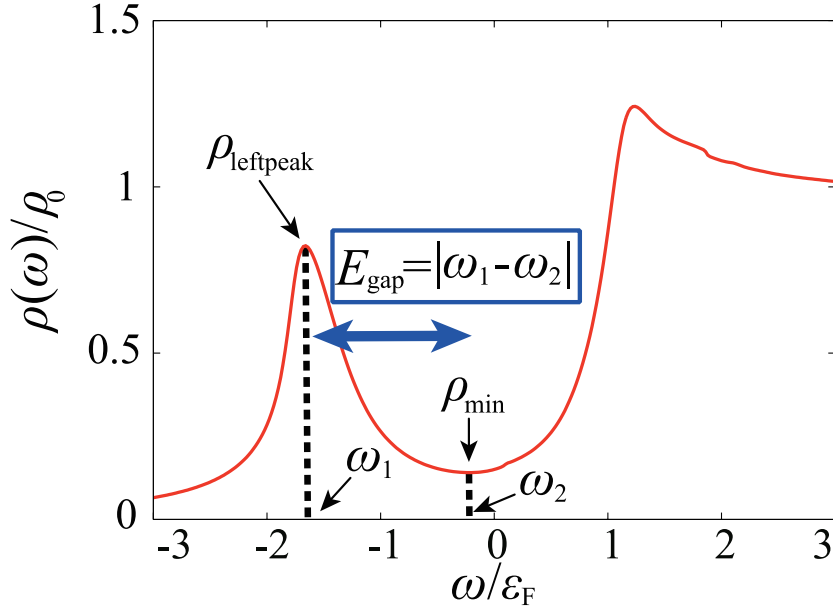 1.5
1
0.5
0
ρ(ω)/ρ₀
ρleftpeak
Egap=|ω₁-ω₂|
ρmin
ω₁
ω₂
-3 -2 -1 0 1 2 3
ω/εF